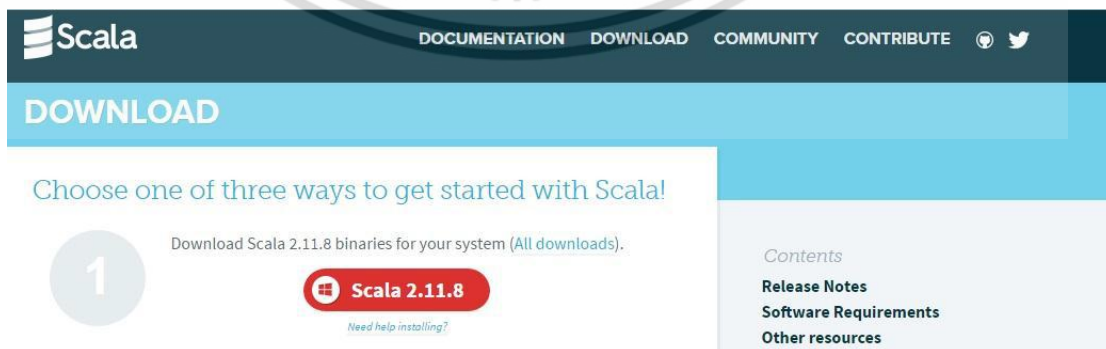 Scala
DOCUMENTATION DOWNLOAD COMMUNITY CONTRIBUTE
DOWNLOAD
Choose one of three ways to get started with Scala!
1
Download Scala 2.11.8 binaries for your system (All downloads).
Scala 2.11.8
Need help installing?
Contents
Release Notes
Software Requirements
Other resources